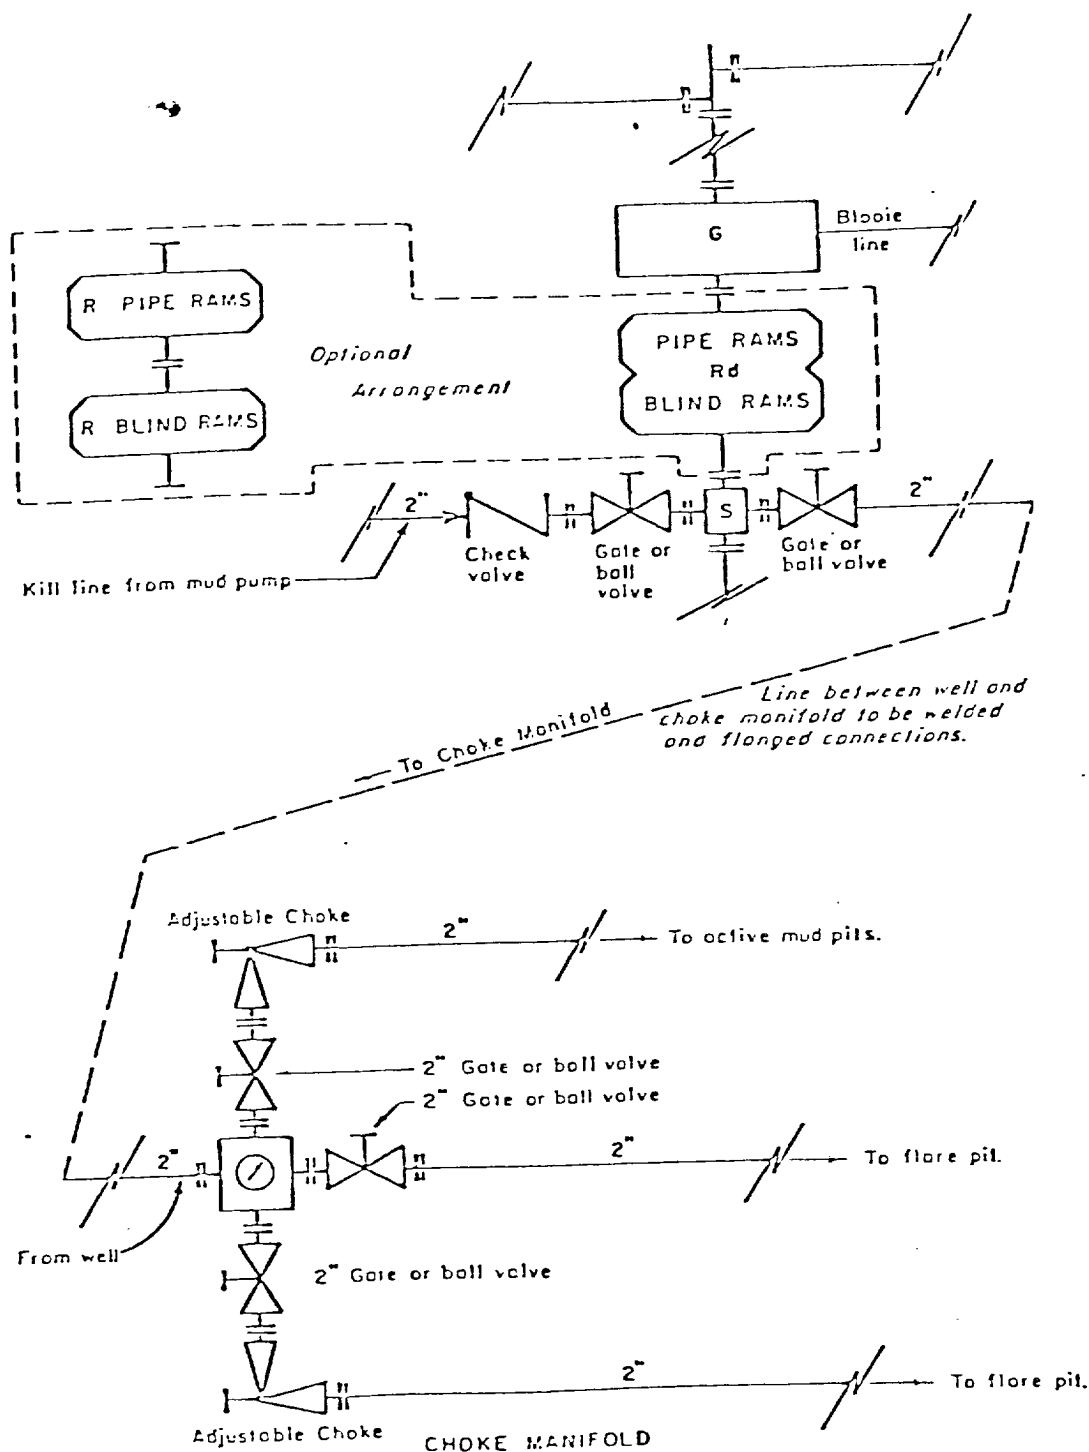 G
Blooie
line
R PIPE RAMS
R BLIND RAMS
Optional
Arrangement
PIPE RAMS
Rd
BLIND RAMS
2"
S
2"
Check
valve
Gate or
ball
valve
Gate or
ball valve
Kill line from mud pump
Line between well and
choke manifold to be welded
and flanged connections.
To Choke Manifold
Adjustable Choke
2"
To active mud pits.
2" Gate or ball valve
2" Gate or ball valve
2"
2"
To flare pit.
From well
2" Gate or ball valve
2"
To flare pit.
Adjustable Choke
CHOKE MANIFOLD